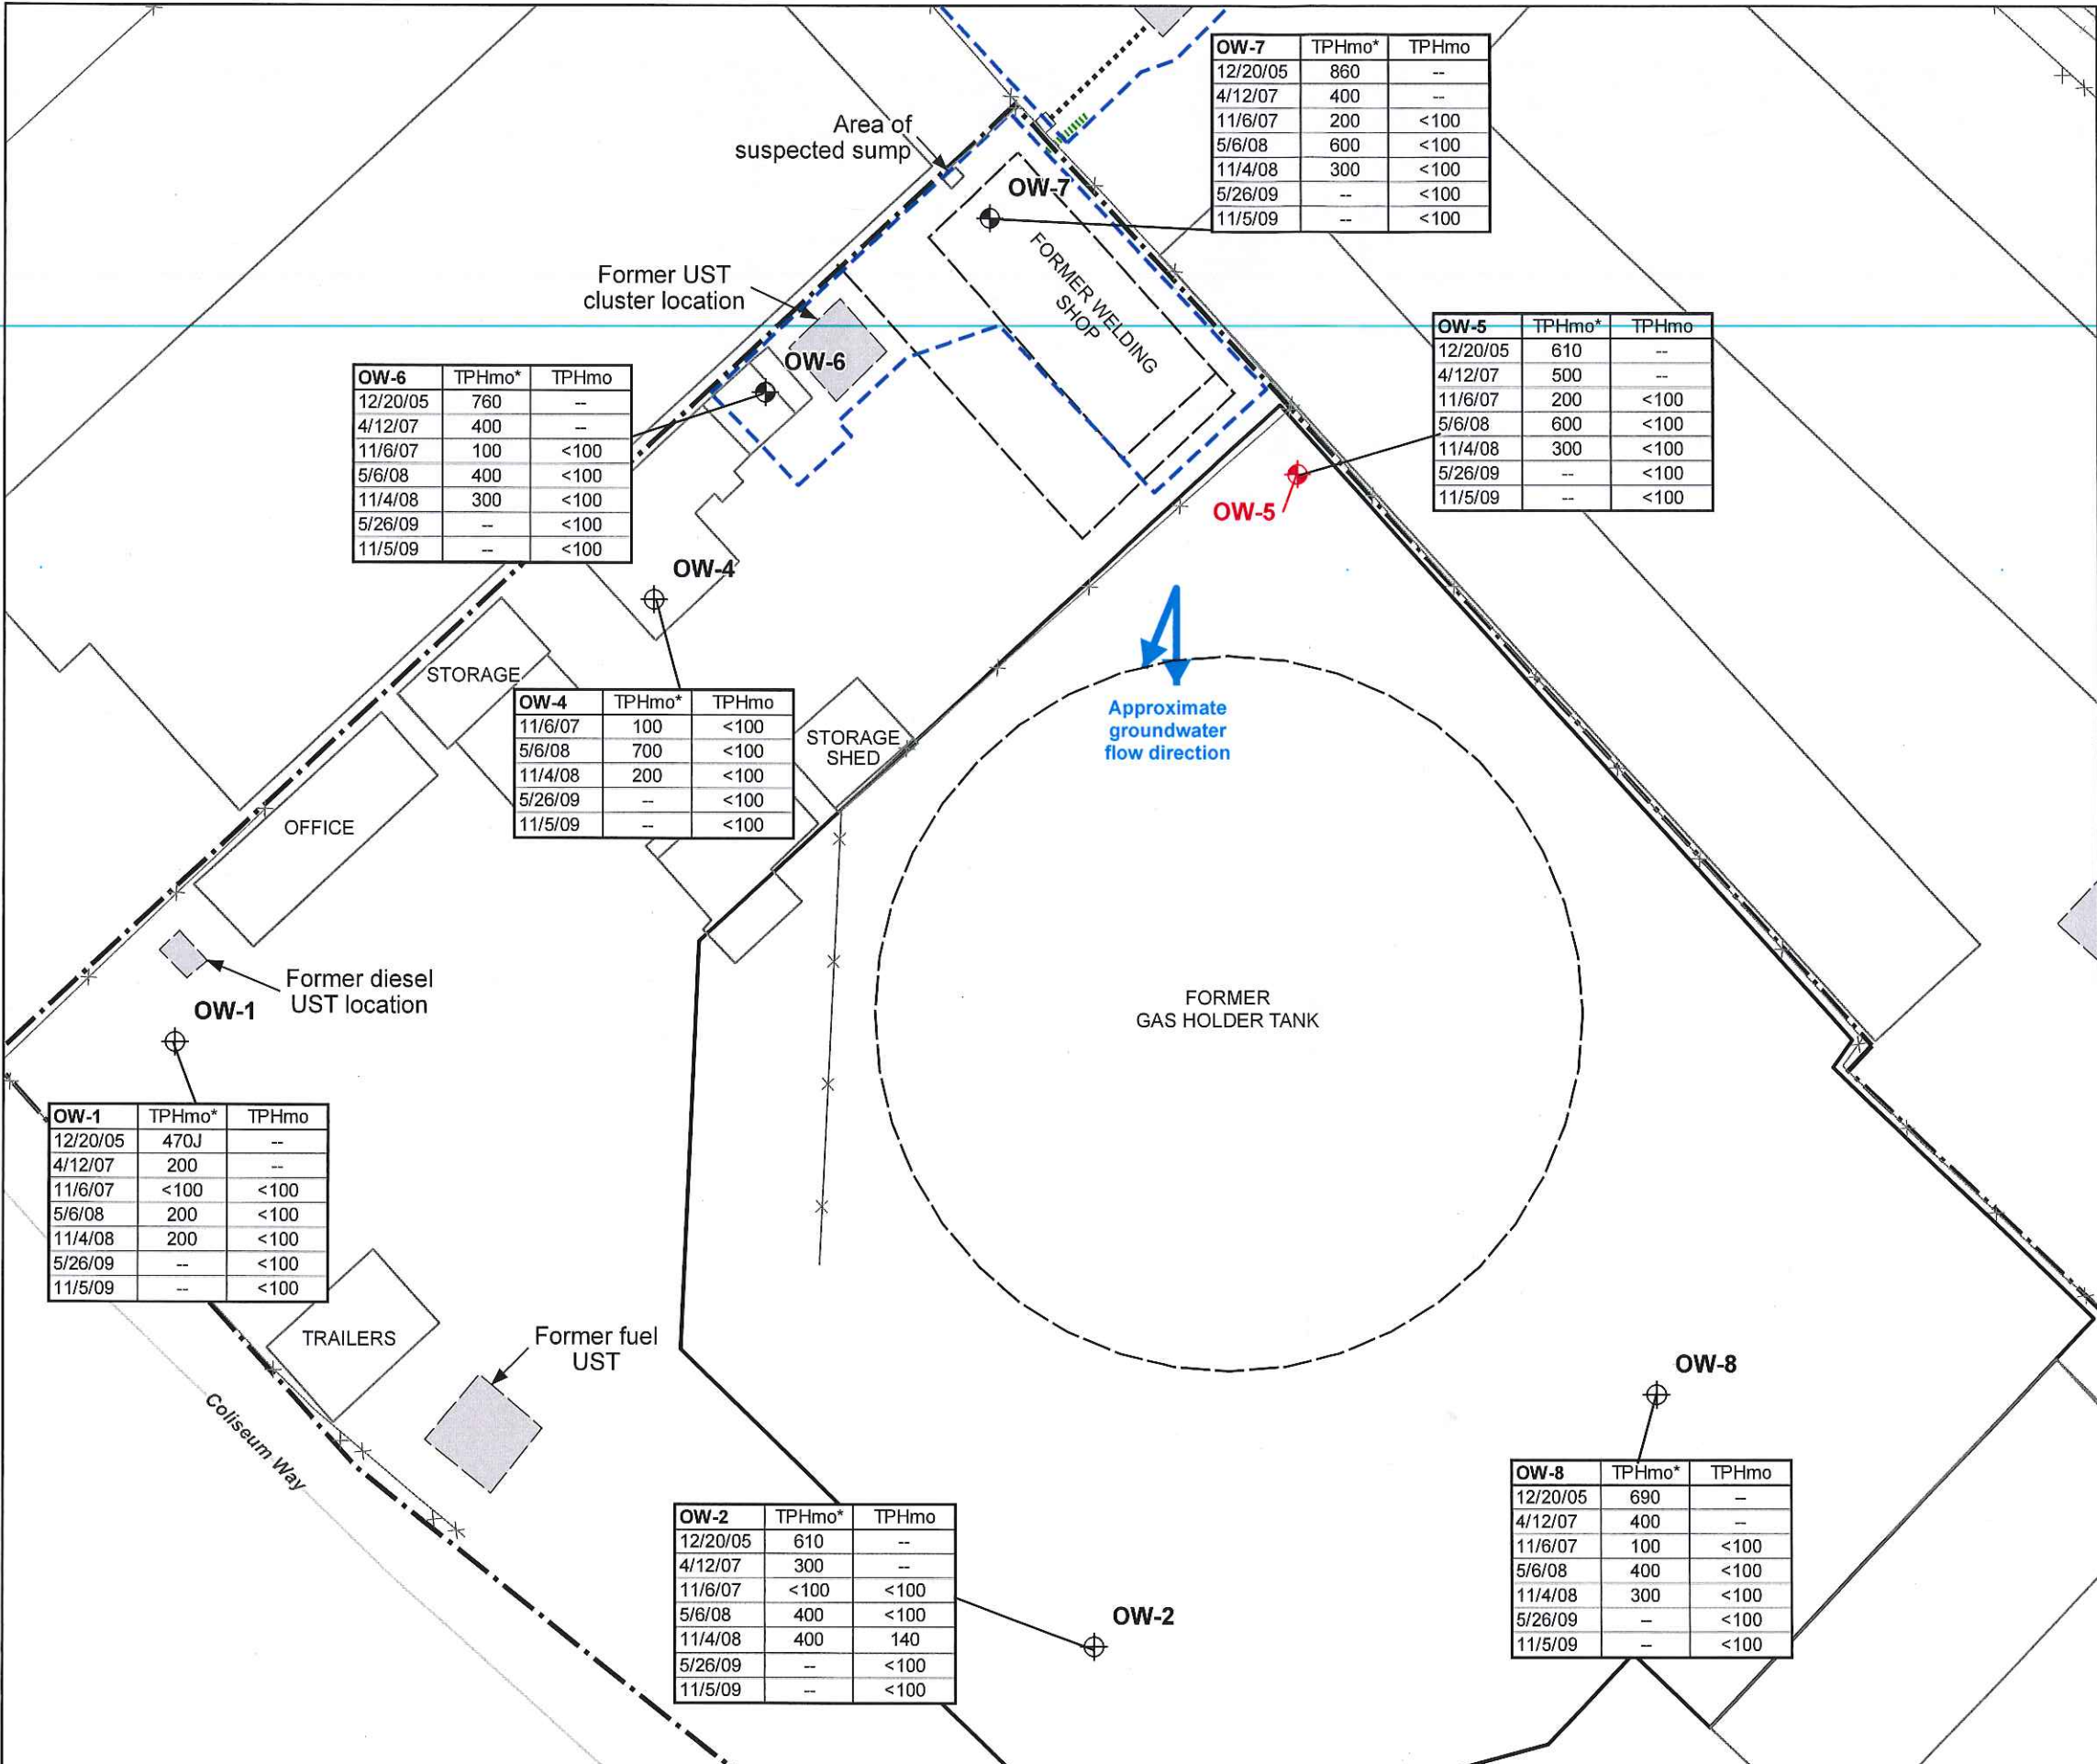 OW-7 TPHmo* TPHmo
12/20/05 860 --
4/12/07 400 --
11/6/07 200 <100
5/6/08 600 <100
11/4/08 300 <100
5/26/09 -- <100
11/5/09 -- <100
Area of
suspected sump
OW-7
FORMER WELDING
SHOP
Former UST
cluster location
OW-6
OW-5 TPHmo* TPHmo
12/20/05 610 --
4/12/07 500 --
11/6/07 200 <100
5/6/08 600 <100
11/4/08 300 <100
5/26/09 -- <100
11/5/09 -- <100
OW-5
OW-6 TPHmo* TPHmo
12/20/05 760 --
4/12/07 400 --
11/6/07 100 <100
5/6/08 400 <100
11/4/08 300 <100
5/26/09 -- <100
11/5/09 -- <100
OW-4
STORAGE
OW-4 TPHmo* TPHmo
11/6/07 100 <100
5/6/08 700 <100
11/4/08 200 <100
5/26/09 -- <100
11/5/09 -- <100
STORAGE
SHED
Approximate
groundwater
flow direction
OFFICE
Former diesel
UST location
OW-1
FORMER
GAS HOLDER TANK
OW-1 TPHmo* TPHmo
12/20/05 470J --
4/12/07 200 --
11/6/07 <100 <100
5/6/08 200 <100
11/4/08 200 <100
5/26/09 -- <100
11/5/09 -- <100
TRAILERS
Former fuel
UST
Coliseum Way
OW-8
OW-8 TPHmo* TPHmo
12/20/05 690 --
4/12/07 400 --
11/6/07 100 <100
5/6/08 400 <100
11/4/08 300 <100
5/26/09 -- <100
11/5/09 -- <100
OW-2 TPHmo* TPHmo
12/20/05 610 --
4/12/07 300 --
11/6/07 <100 <100
5/6/08 400 <100
11/4/08 400 140
5/26/09 -- <100
11/5/09 -- <100
OW-2